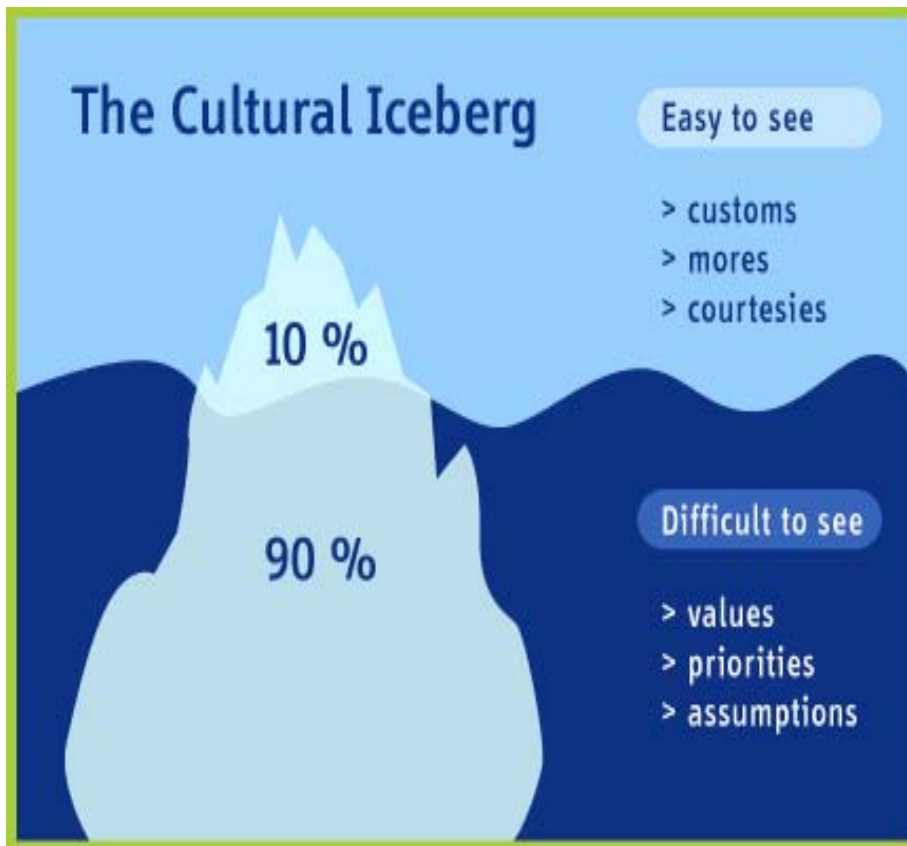 The Cultural Iceberg
Easy to see
> customs
> mores
> courtesies
10 %
90 %
Difficult to see
> values
> priorities
> assumptions